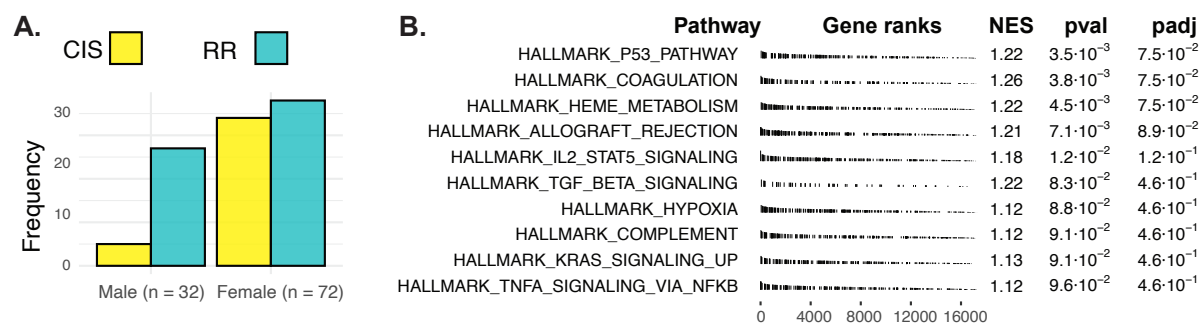 A.
CIS RR
Frequency
30
20
10
0
Male (n = 32) Female (n = 72)
B.
Pathway Gene ranks NES pval padj
HALLMARK_P53_PATHWAY 1.22 3.5·10⁻³ 7.5·10⁻²
HALLMARK_COAGULATION 1.26 3.8·10⁻³ 7.5·10⁻²
HALLMARK_HEME_METABOLISM 1.22 4.5·10⁻³ 7.5·10⁻²
HALLMARK_ALLOGRAFT_REJECTION 1.21 7.1·10⁻³ 8.9·10⁻²
HALLMARK_IL2_STAT5_SIGNALING 1.18 1.2·10⁻² 1.2·10⁻¹
HALLMARK_TGF_BETA_SIGNALING 1.22 8.3·10⁻² 4.6·10⁻¹
HALLMARK_HYPOXIA 1.12 8.8·10⁻² 4.6·10⁻¹
HALLMARK_COMPLEMENT 1.12 9.1·10⁻² 4.6·10⁻¹
HALLMARK_KRAS_SIGNALING_UP 1.13 9.1·10⁻² 4.6·10⁻¹
HALLMARK_TNFA_SIGNALING_VIA_NFKB 1.12 9.6·10⁻² 4.6·10⁻¹
0 4000 8000 12000 16000